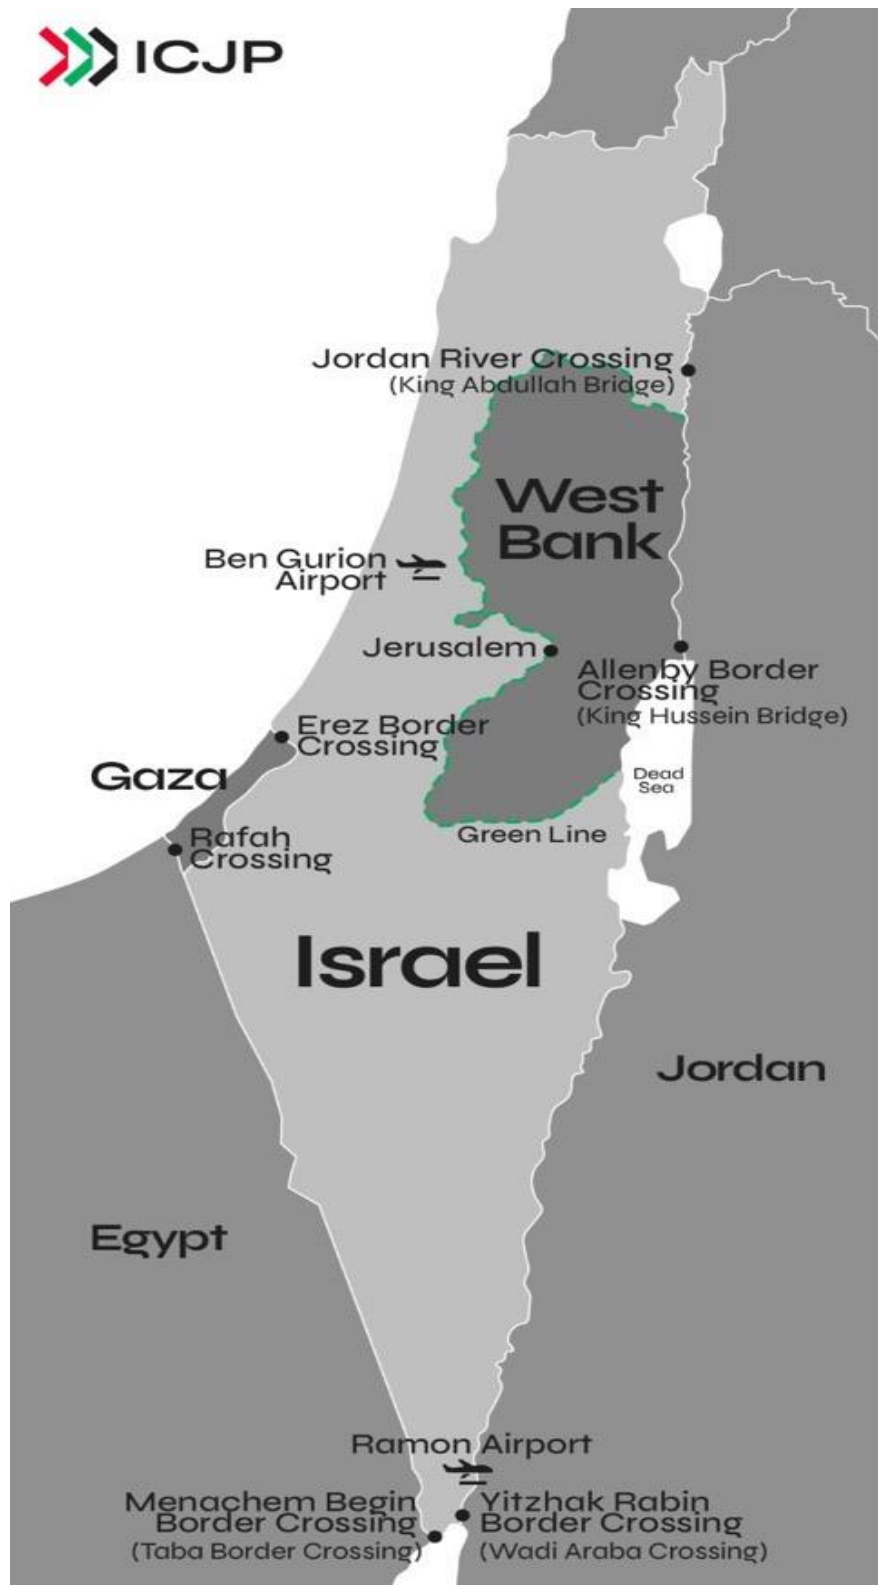 ICJP
Jordan River Crossing
(King Abdullah Bridge)
West
Bank
Ben Gurion
Airport
Jerusalem
Allenby Border
Crossing
(King Hussein Bridge)
Erez Border
Crossing
Gaza
Dead
Sea
Rafah
Crossing
Green Line
Israel
Jordan
Egypt
Ramon Airport
Menachem Begin
Border Crossing
(Taba Border Crossing)
Yitzhak Rabin
Border Crossing
(Wadi Araba Crossing)